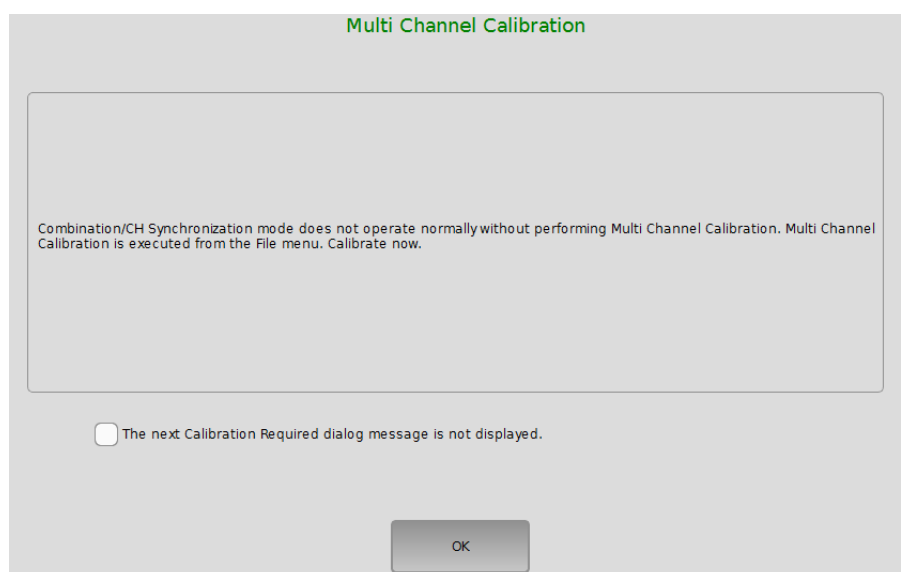 Multi Channel Calibration
Combination/CH Synchronization mode does not operate normally without performing Multi Channel Calibration. Multi Channel
Calibration is executed from the File menu. Calibrate now.
The next Calibration Required dialog message is not displayed.
OK